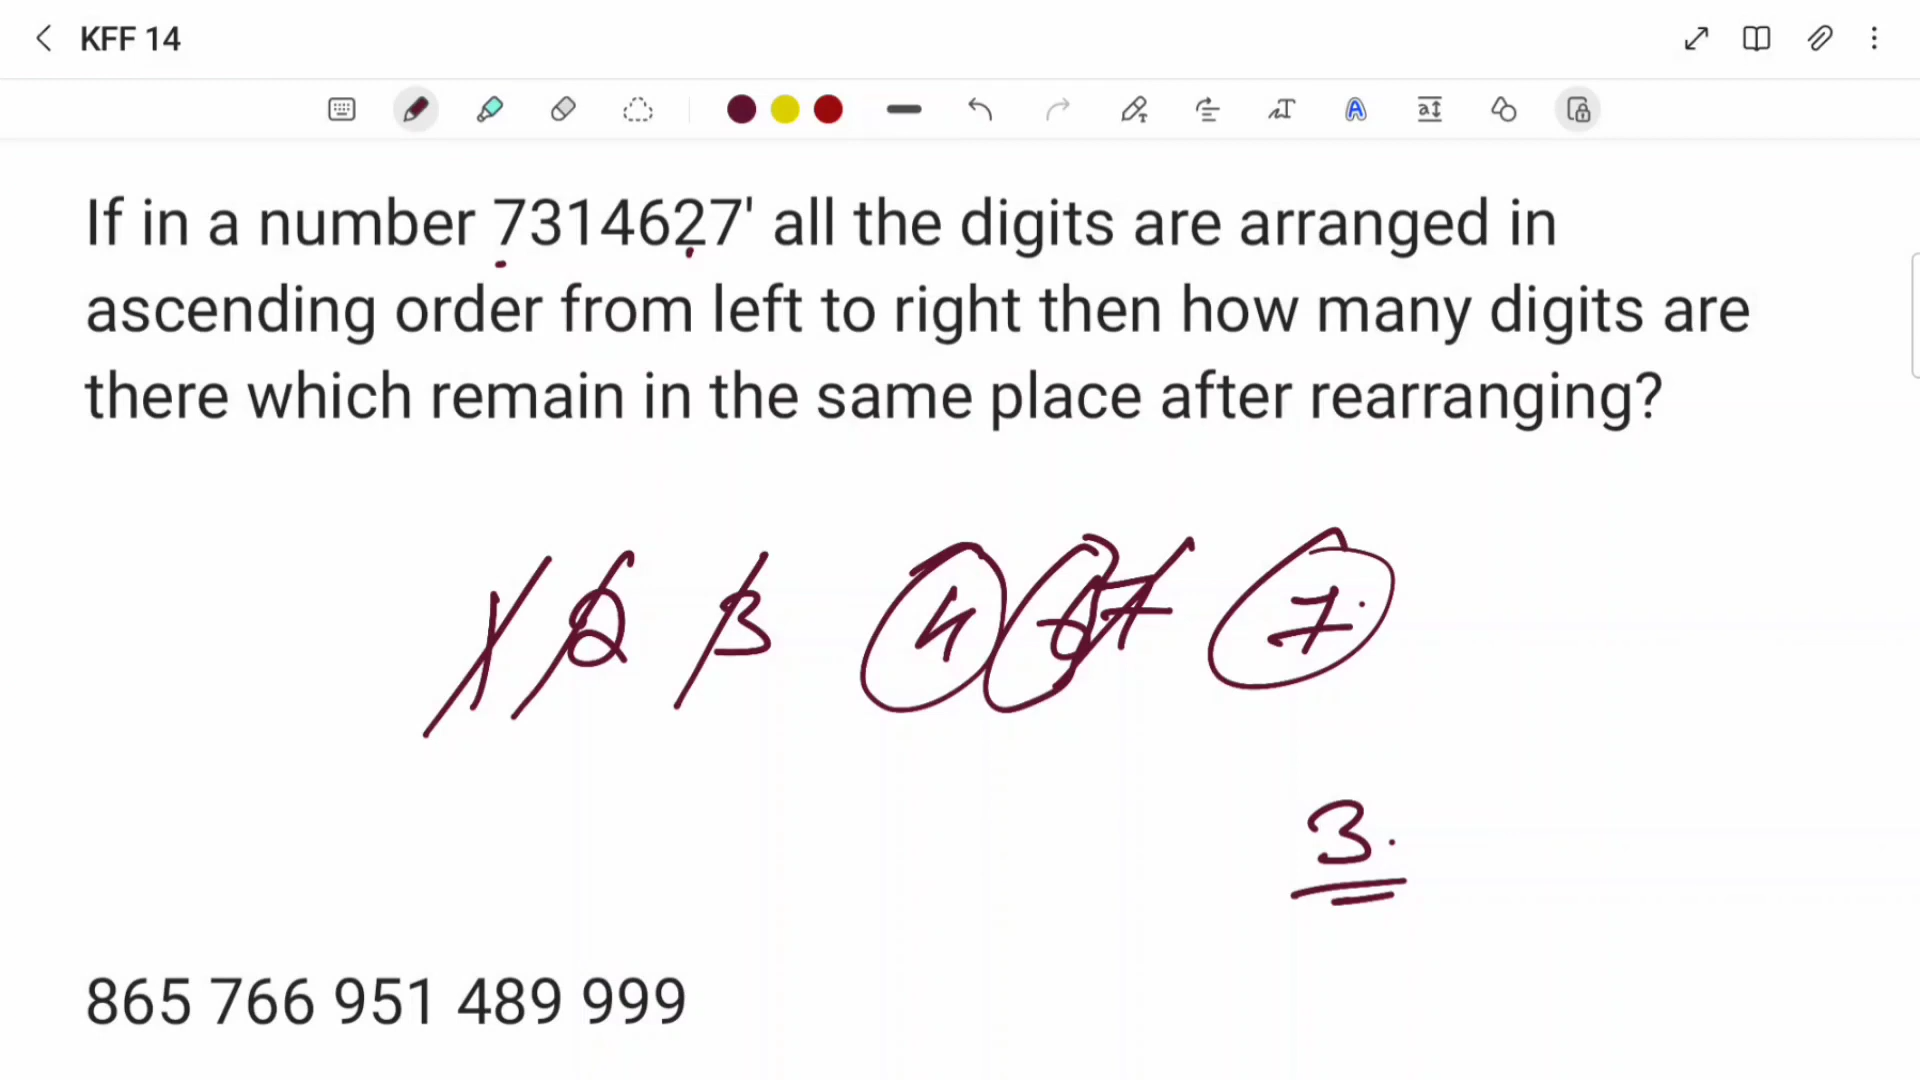 KFF 14
If in a number 7314627' all the digits are arranged in
ascending order from left to right then how many digits are
there which remain in the same place after rearranging?
1 2 3 4 6 7 7
3.
865 766 951 489 999